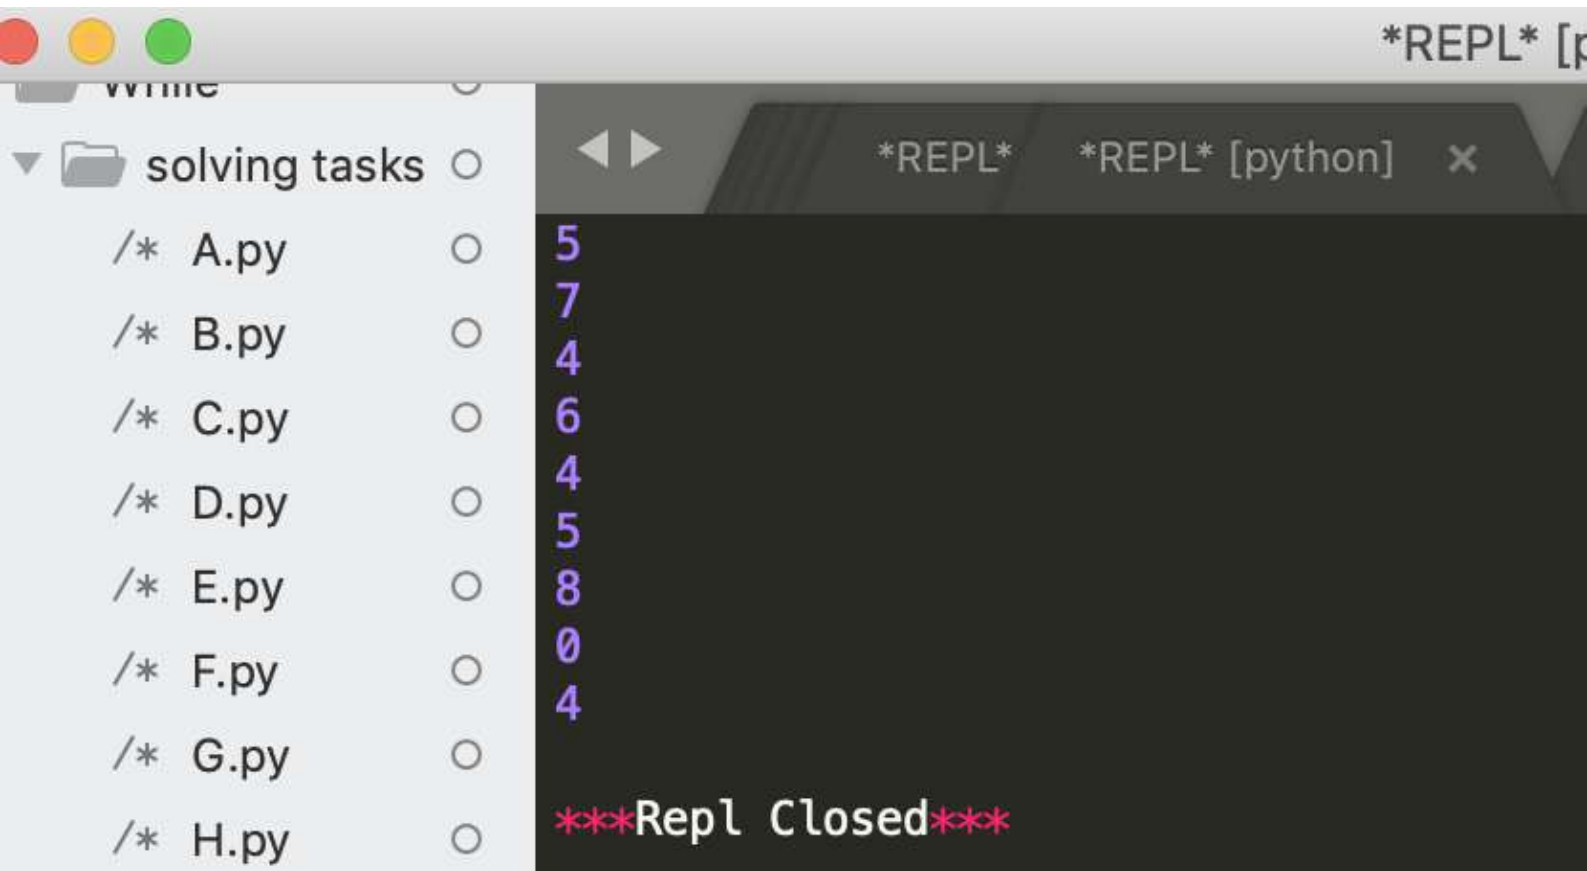 *REPL* [p
While
solving tasks
/* A.py
/* B.py
/* C.py
/* D.py
/* E.py
/* F.py
/* G.py
/* H.py
*REPL* *REPL* [python] ×
5
7
4
6
4
5
8
0
4
***Repl Closed***